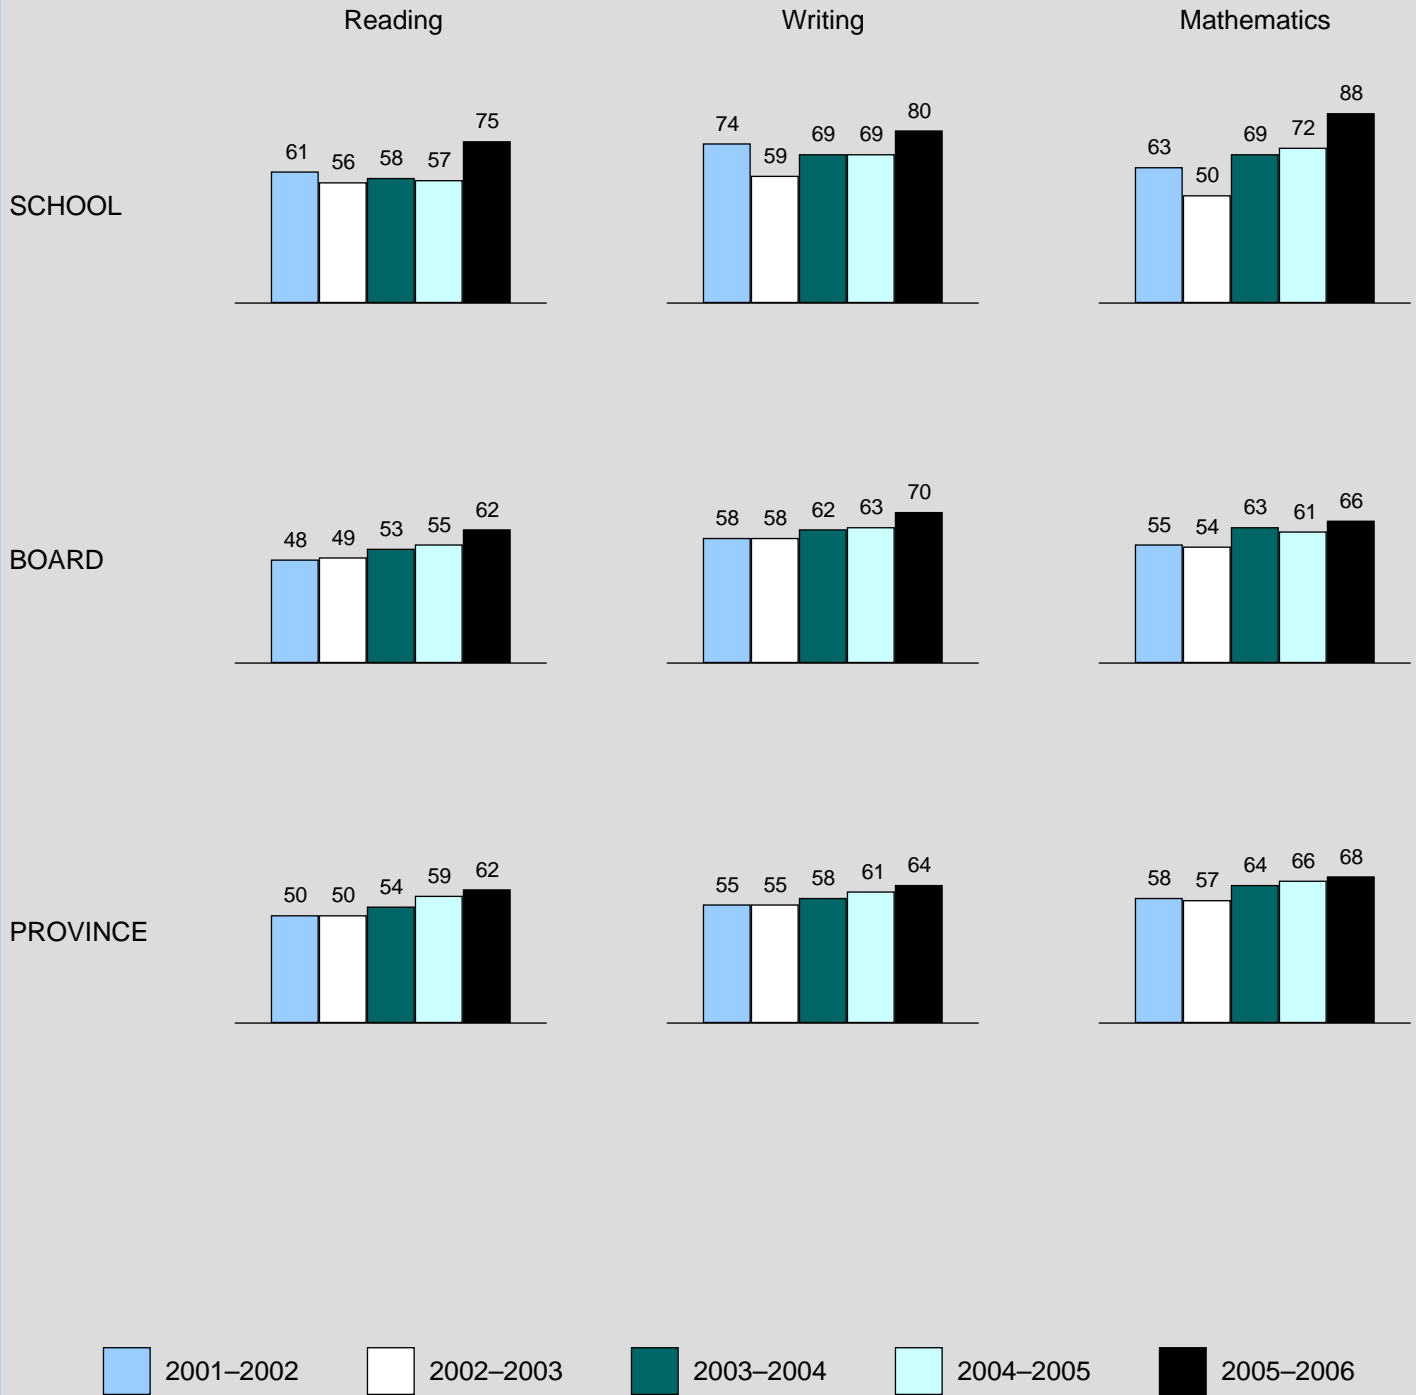 Reading Writing Mathematics
SCHOOL
61 56 58 57 75
74 59 69 69 80
63 50 69 72 88
BOARD
48 49 53 55 62
58 58 62 63 70
55 54 63 61 66
PROVINCE
50 50 54 59 62
55 55 58 61 64
58 57 64 66 68
2001–2002 2002–2003 2003–2004 2004–2005 2005–2006